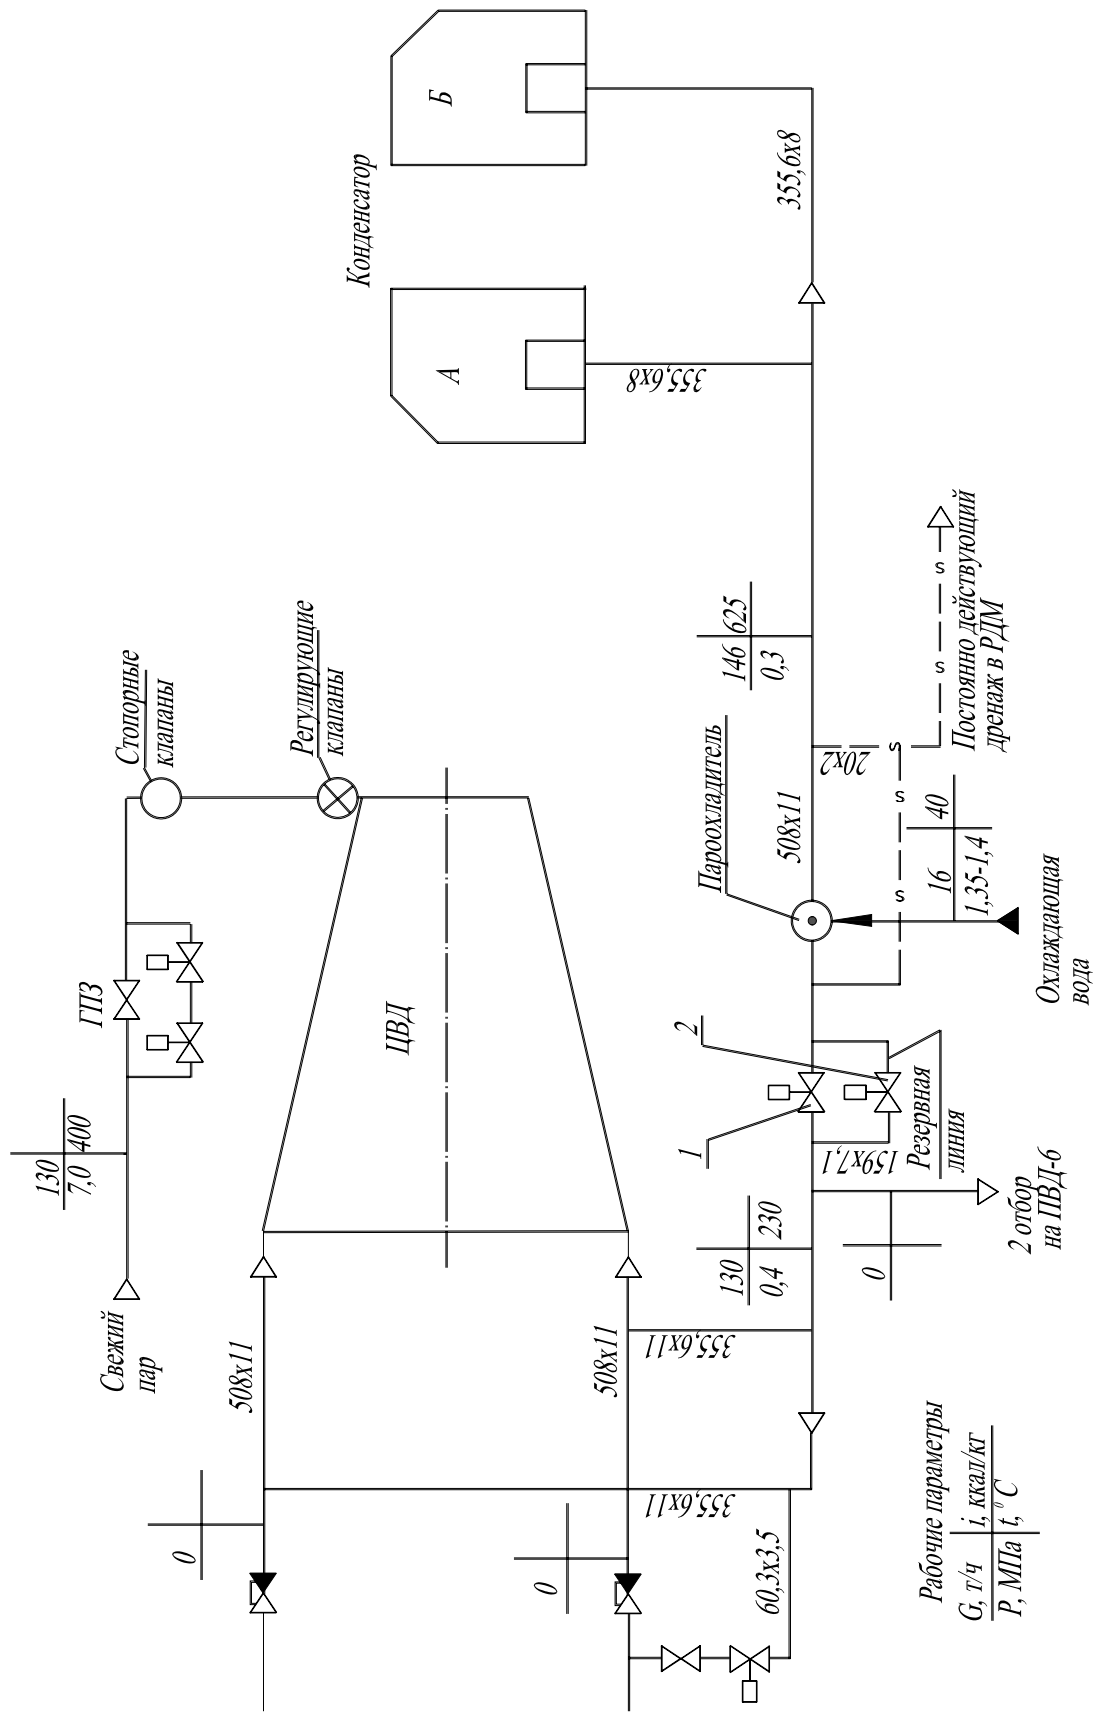 Свежий
пар
130
7,0
400
ГПЗ
Стопорные
клапаны
Регулирующие
клапаны
ЦВД
Конденсатор
А
Б
508х11
508х11
0
0
355,6х11
355,6х11
60,3х3,5
130
230
0,4
0
2 отбор
на ПВД-6
159х7,1
Резервная
линия
1
2
Пароохладитель
508х11
20х2
16
40
1,35-1,4
Охлаждающая
вода
146
625
0,3
s
s
s
s
s
Постоянно действующий
дренаж в РДМ
355,6х8
355,6х8
Рабочие параметры
G, т/ч
i, ккал/кг
P, МПа
t, ⁰ C